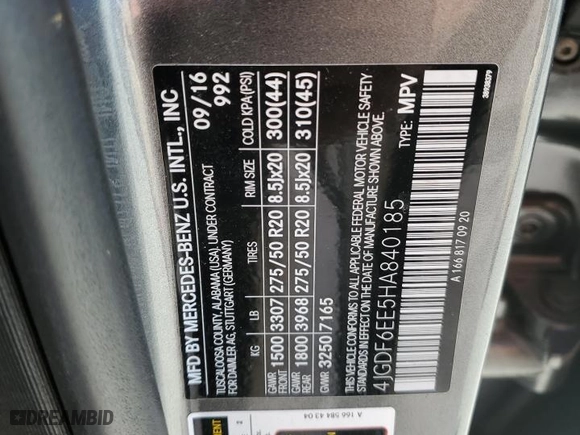 MFD BY MERCEDES-BENZ U.S. INTL., INC
TUSCALOOSA COUNTY, ALABAMA (USA), UNDER CONTRACT
FOR DAIMLER AG, STUTTGART (GERMANY)
09/16
992
KG LB TIRES RIM SIZE COLD KPA(PSI)
GAWR FRONT 1500 3307 275/50 R20 8.5Jx20 300(44)
GAWR REAR 1800 3968 275/50 R20 8.5Jx20 310(45)
GVWR 3250 7165
THIS VEHICLE CONFORMS TO ALL APPLICABLE FEDERAL MOTOR VEHICLE SAFETY
STANDARDS IN EFFECT ON THE DATE OF MANUFACTURE SHOWN ABOVE.
4JGDF6EE5HA840185 TYPE: MPV
A 166 817 09 20
A 166 584 43 04
DREAMBID